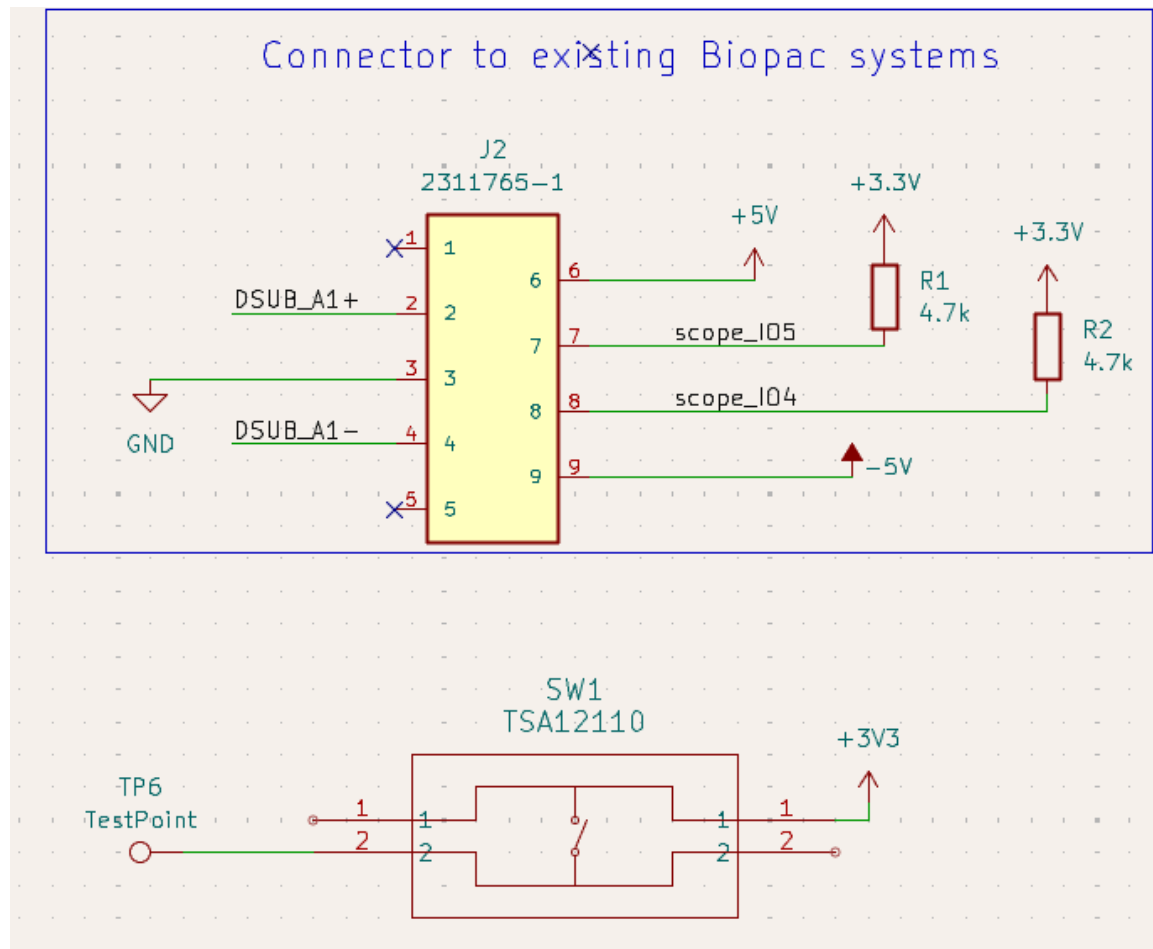 Connector to existing Biopac systems
J2
2311765-1
+3.3V
+5V
+3.3V
1
1
6
6
R1
4.7k
DSUB_A1+
2
2
7
7
scope_IO5
R2
4.7k
3
3
8
8
scope_IO4
GND
DSUB_A1-
4
4
9
9
-5V
5
5
SW1
TSA12110
+3V3
TP6
TestPoint
1
1
1
1
2
2
2
2